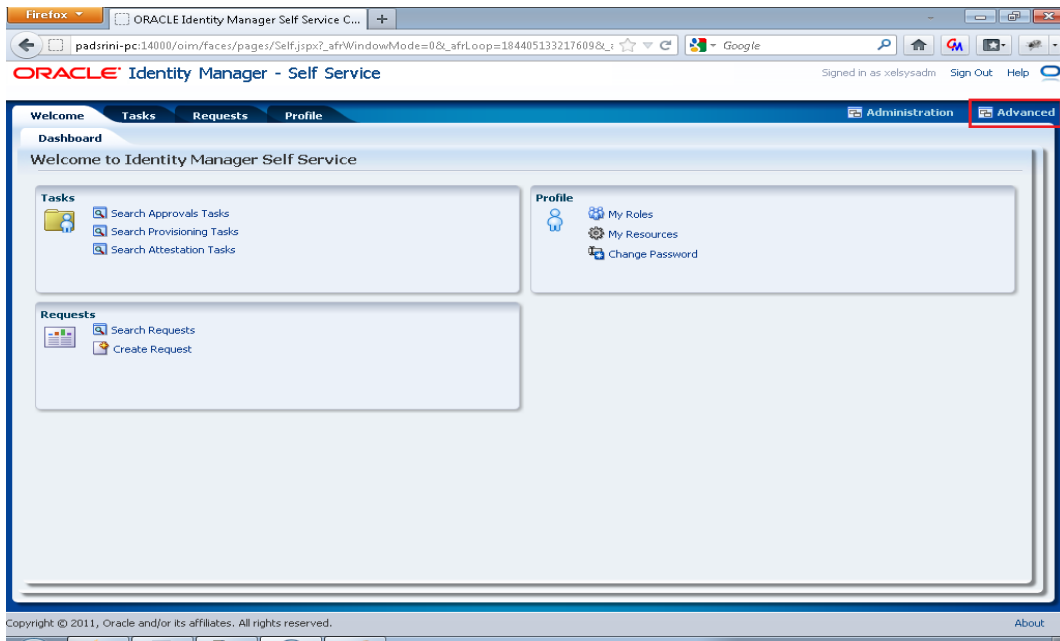 Firefox
ORACLE Identity Manager Self Service C...
padsrini-pc:14000/oim/faces/pages/Self.jspx?_afrWindowMode=0&_afrLoop=184405133217609&_a
Google
ORACLE Identity Manager - Self Service
Signed in as xelsysadm Sign Out Help
Welcome Tasks Requests Profile
Administration Advanced
Dashboard
Welcome to Identity Manager Self Service
Tasks
Search Approvals Tasks
Search Provisioning Tasks
Search Attestation Tasks
Profile
My Roles
My Resources
Change Password
Requests
Search Requests
Create Request
Copyright © 2011, Oracle and/or its affiliates. All rights reserved.
About